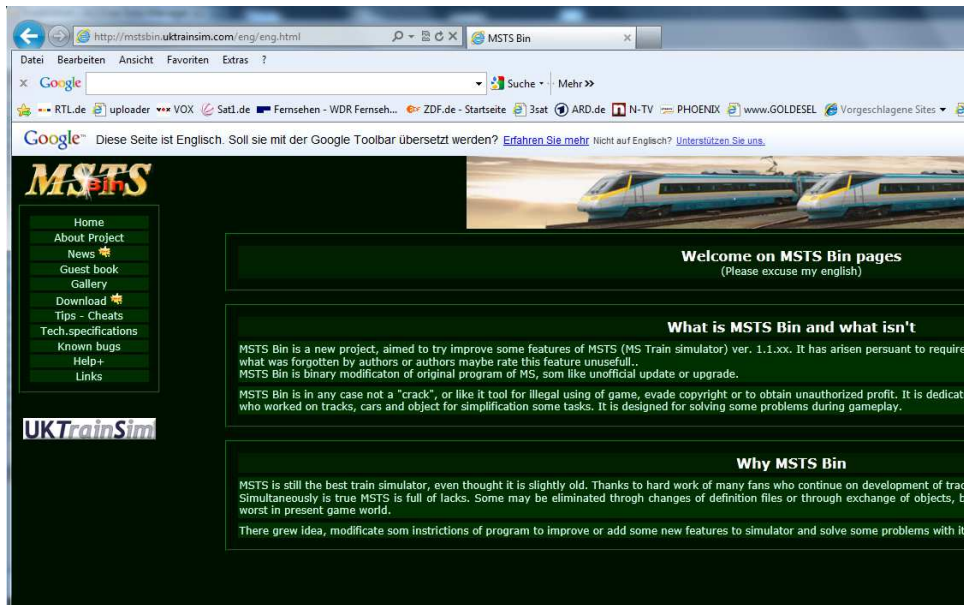 http://mstsbin.uktrainsim.com/eng/eng.html
MSTS Bin
Datei Bearbeiten Ansicht Favoriten Extras ?
x Google Suche Mehr >>
RTL.de uploader VOX Sat1.de Fernsehen - WDR Fernseh... ZDF.de - Startseite 3sat ARD.de N-TV PHOENIX www.GOLDESEL Vorgeschlagene Sites
Google™ Diese Seite ist Englisch. Soll sie mit der Google Toolbar übersetzt werden? Erfahren Sie mehr Nicht auf Englisch? Unterstützen Sie uns.
MSTS Bin
Home
About Project
News
Guest book
Gallery
Download
Tips - Cheats
Tech.specifications
Known bugs
Help+
Links
UKTrainSim
Welcome on MSTS Bin pages
(Please excuse my english)
What is MSTS Bin and what isn't
MSTS Bin is a new project, aimed to try improve some features of MSTS (MS Train simulator) ver. 1.1.xx. It has arisen persuant to require
what was forgotten by authors or authors maybe rate this feature unusefull..
MSTS Bin is binary modificaton of original program of MS, som like unofficial update or upgrade.
MSTS Bin is in any case not a "crack", or like it tool for illegal using of game, evade copyright or to obtain unauthorized profit. It is dedicat
who worked on tracks, cars and object for simplification some tasks. It is designed for solving some problems during gameplay.
Why MSTS Bin
MSTS is still the best train simulator, even thought it is slightly old. Thanks to hard work of many fans who continue on development of trac
Simultaneously is true MSTS is full of lacks. Some may be eliminated throgh changes of definition files or through exchange of objects, b
worst in present game world.
There grew idea, modificate som instrictions of program to improve or add some new features to simulator and solve some problems with it